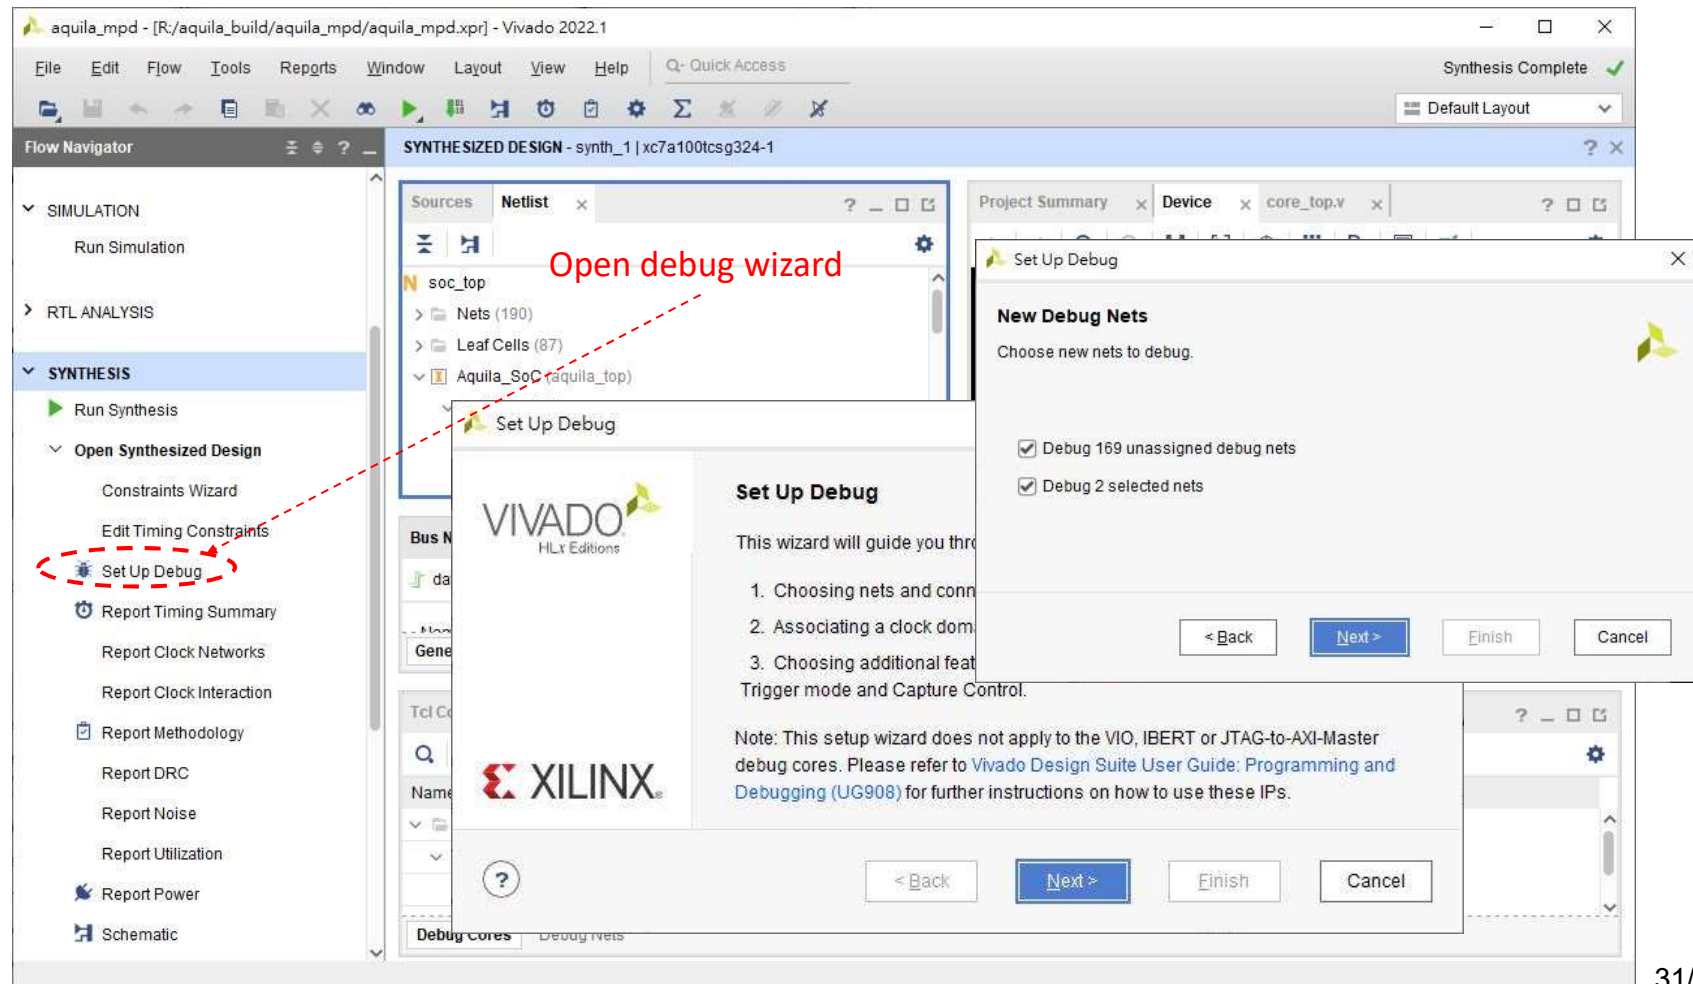 aquila_mpd - [R:/aquila_build/aquila_mpd/aquila_mpd.xpr] - Vivado 2022.1
File Edit Flow Tools Reports Window Layout View Help Q- Quick Access
Synthesis Complete
Default Layout
Flow Navigator
SYNTHESIZED DESIGN - synth_1 | xc7a100tcsg324-1
SIMULATION
Run Simulation
RTL ANALYSIS
SYNTHESIS
Run Synthesis
Open Synthesized Design
Constraints Wizard
Edit Timing Constraints
Set Up Debug
Report Timing Summary
Report Clock Networks
Report Clock Interaction
Report Methodology
Report DRC
Report Noise
Report Utilization
Report Power
Schematic
Sources Netlist
Open debug wizard
N soc_top
Nets (190)
Leaf Cells (87)
Aquila_SoC (aquila_top)
Project Summary Device core_top.v
Bus N
da
Gene
Tcl Co
Name
Debug Cores Debug Nets
Set Up Debug
VIVADO
HLx Editions
XILINX
Set Up Debug
This wizard will guide you thro
1. Choosing nets and conn
2. Associating a clock dom
3. Choosing additional feat
Trigger mode and Capture Control.
Note: This setup wizard does not apply to the VIO, IBERT or JTAG-to-AXI-Master
debug cores. Please refer to Vivado Design Suite User Guide: Programming and
Debugging (UG908) for further instructions on how to use these IPs.
< Back Next > Finish Cancel
Set Up Debug
New Debug Nets
Choose new nets to debug.
Debug 169 unassigned debug nets
Debug 2 selected nets
< Back Next > Finish Cancel
31/